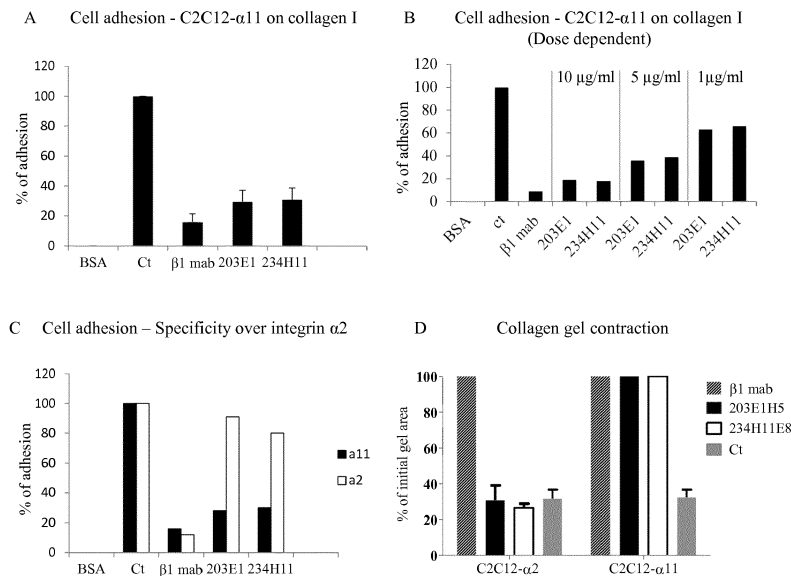 A Cell adhesion - C2C12-α11 on collagen I
% of adhesion
120
100
80
60
40
20
0
BSA Ct β1 mab 203E1 234H11
B Cell adhesion - C2C12-α11 on collagen I
(Dose dependent)
% of adhesion
120
100
80
60
40
20
0
10 µg/ml 5 µg/ml 1µg/ml
BSA ct β1 mab 203E1 234H11 203E1 234H11 203E1 234H11
C Cell adhesion – Specificity over integrin α2
% of adhesion
120
100
80
60
40
20
0
BSA Ct β1 mab 203E1 234H11
a11
a2
D Collagen gel contraction
% of initial gel area
100
80
60
40
20
0
C2C12-α2 C2C12-α11
β1 mab
203E1H5
234H11E8
Ct